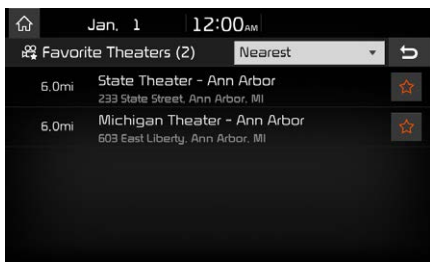 Jan. 1 12:00AM
Favorite Theaters (2) Nearest
6.0mi State Theater - Ann Arbor
233 State Street, Ann Arbor, MI
6.0mi Michigan Theater - Ann Arbor
603 East Liberty, Ann Arbor, MI